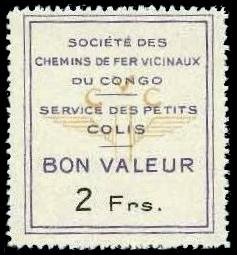 SOCIÉTÉ DES
CHEMINS DE FER VICINAUX
DU CONGO
C C
SERVICE DES PETITS
COLIS
BON VALEUR
2 Frs.